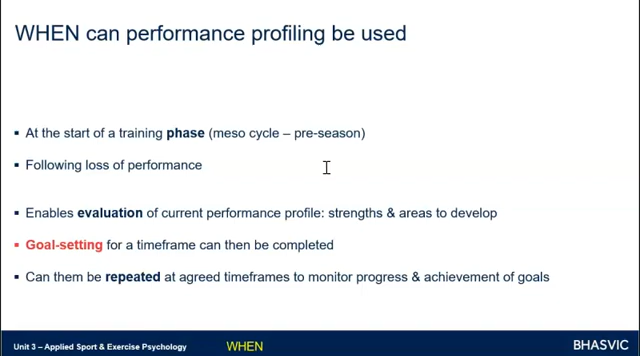 WHEN can performance profiling be used
▪ At the start of a training phase (meso cycle – pre-season)
▪ Following loss of performance
▪ Enables evaluation of current performance profile: strengths & areas to develop
▪ Goal-setting for a timeframe can then be completed
▪ Can them be repeated at agreed timeframes to monitor progress & achievement of goals
Unit 3 – Applied Sport & Exercise Psychology WHEN BHASVIC